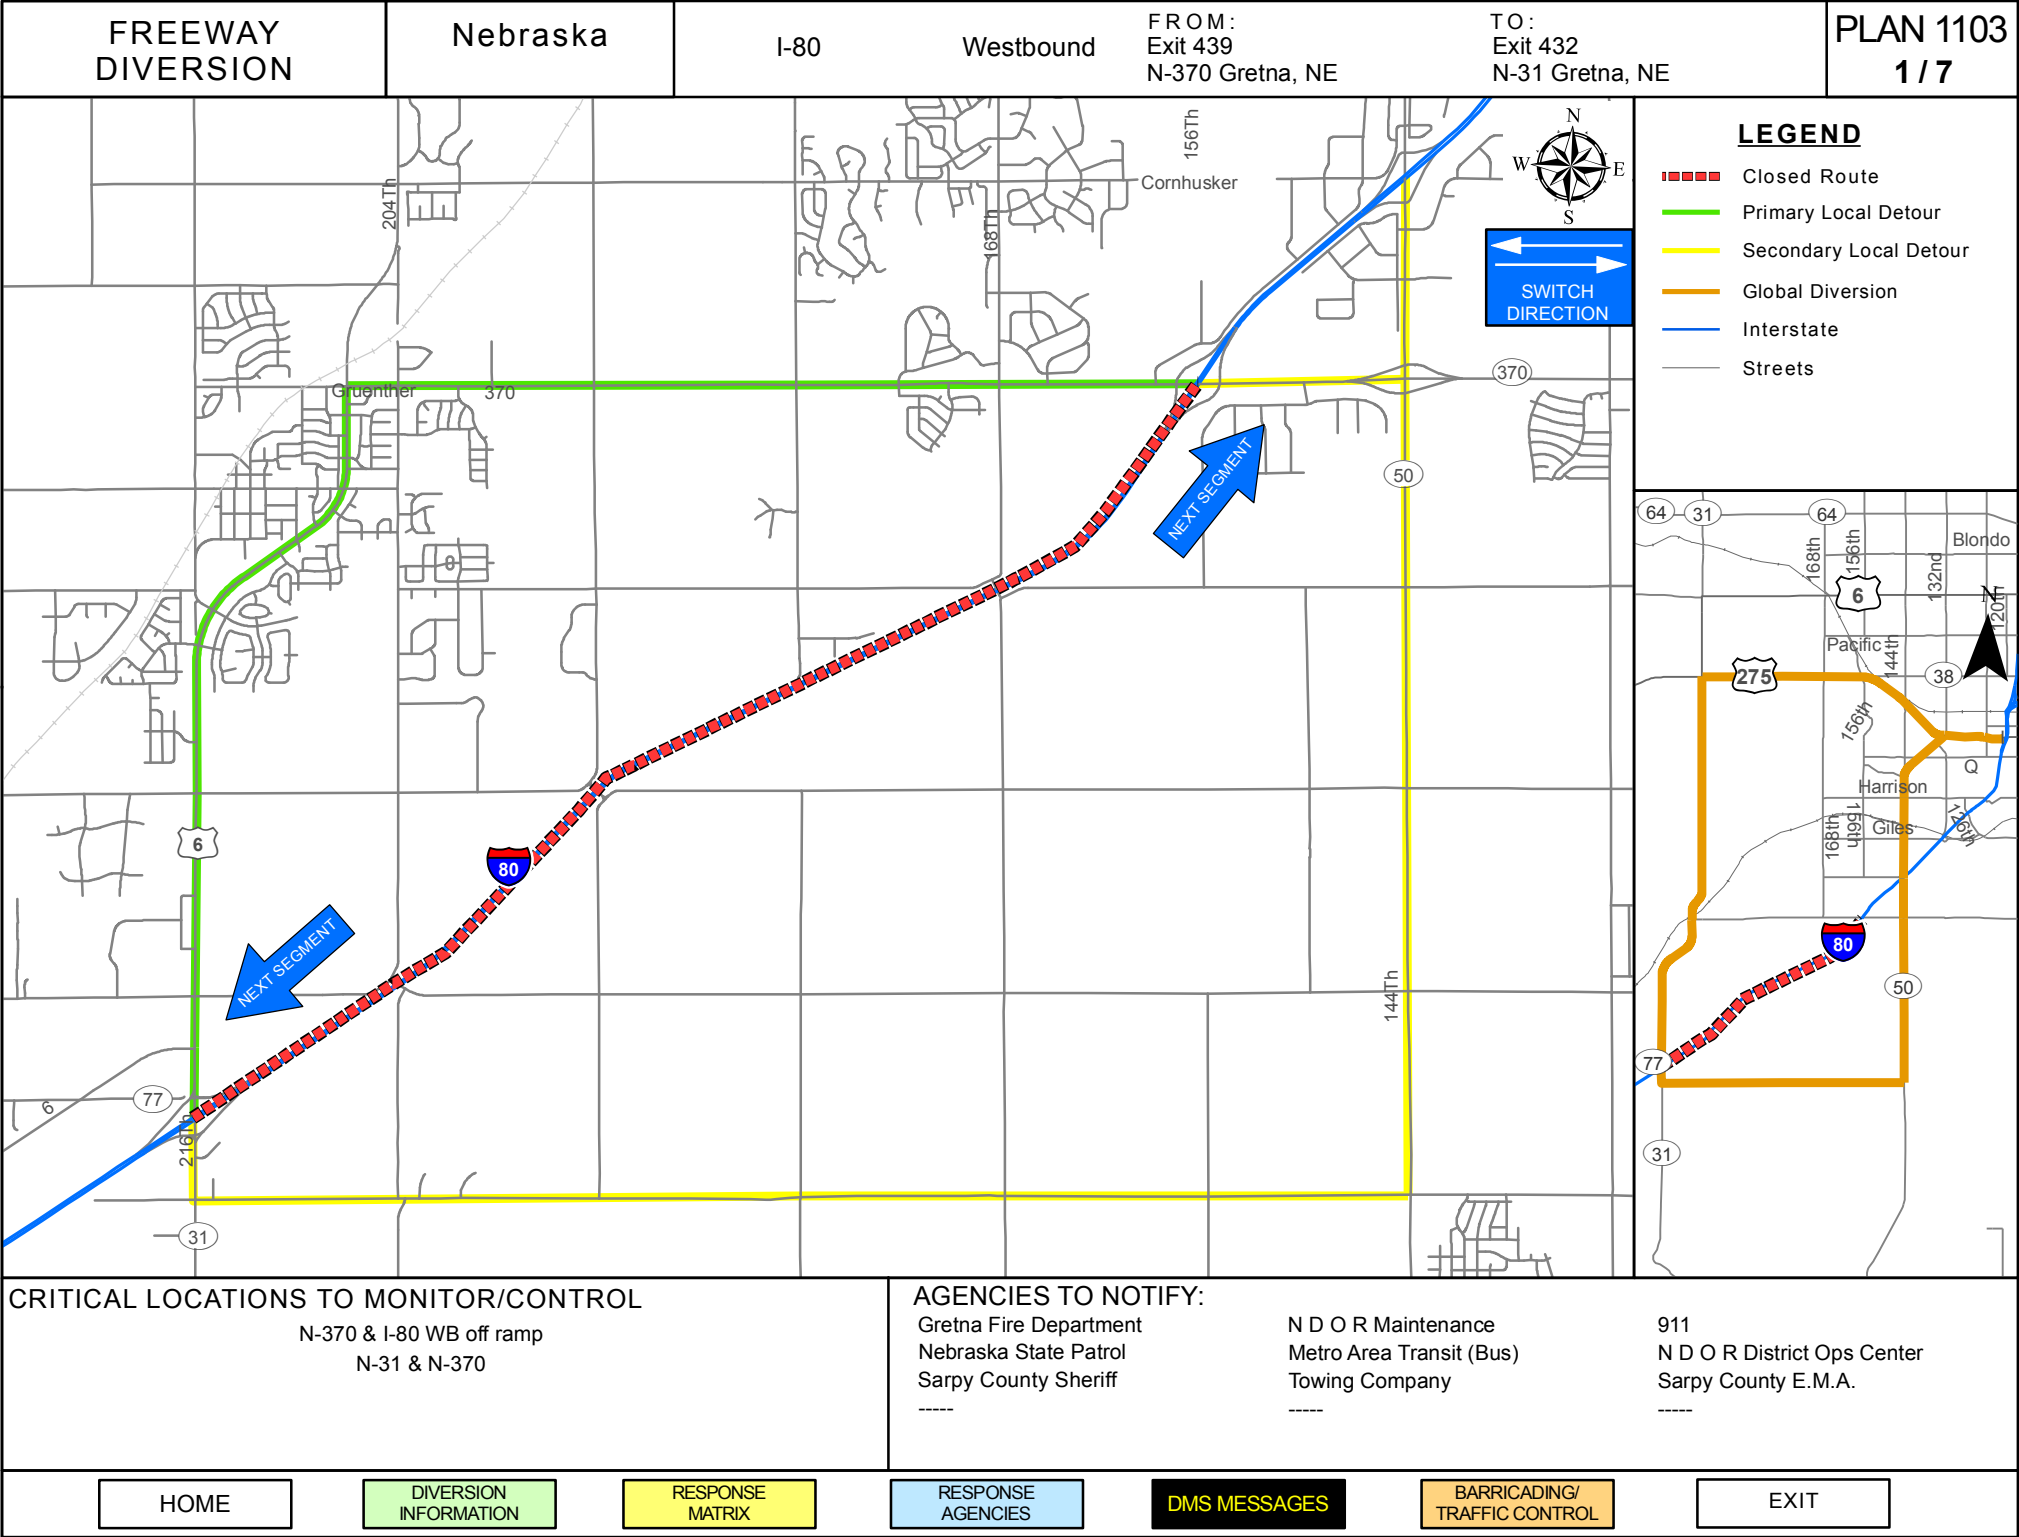 FREEWAY
DIVERSION
Nebraska
I-80
Westbound
FROM:
Exit 439
N-370 Gretna, NE
TO:
Exit 432
N-31 Gretna, NE
PLAN 1103
1 / 7
LEGEND
Closed Route
Primary Local Detour
Secondary Local Detour
Global Diversion
Interstate
Streets
N
W
E
S
SWITCH
DIRECTION
156Th
Cornhusker
204Th
168Th
Gruenther
370
370
50
NEXT SEGMENT
8
6
80
NEXT SEGMENT
144Th
77
6
216Th
31
64
31
64
Blondo
168th
156th
132nd
6
N
120th
Pacific
144th
275
38
156th
Q
Harrison
168th
156th
Giles
126th
80
50
77
31
CRITICAL LOCATIONS TO MONITOR/CONTROL
N-370 & I-80 WB off ramp
N-31 & N-370
AGENCIES TO NOTIFY:
Gretna Fire Department
Nebraska State Patrol
Sarpy County Sheriff
-----
N D O R Maintenance
Metro Area Transit (Bus)
Towing Company
-----
911
N D O R District Ops Center
Sarpy County E.M.A.
-----
HOME
DIVERSION
INFORMATION
RESPONSE
MATRIX
RESPONSE
AGENCIES
DMS MESSAGES
BARRICADING/
TRAFFIC CONTROL
EXIT